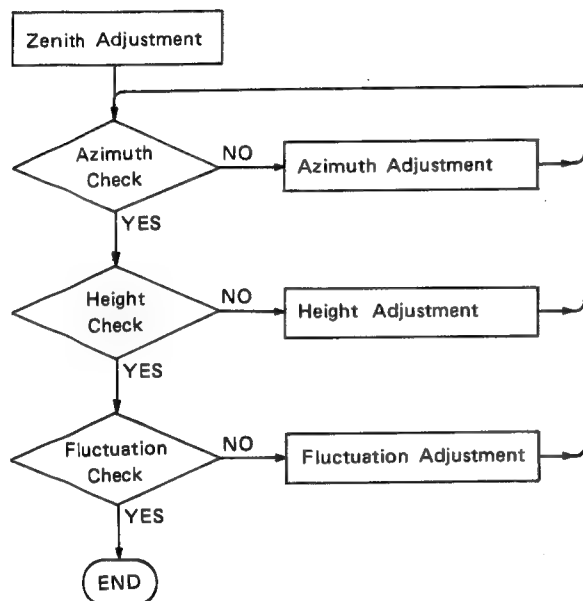 Zenith Adjustment
Azimuth
Check
NO
Azimuth Adjustment
YES
Height
Check
NO
Height Adjustment
YES
Fluctuation
Check
NO
Fluctuation Adjustment
YES
END